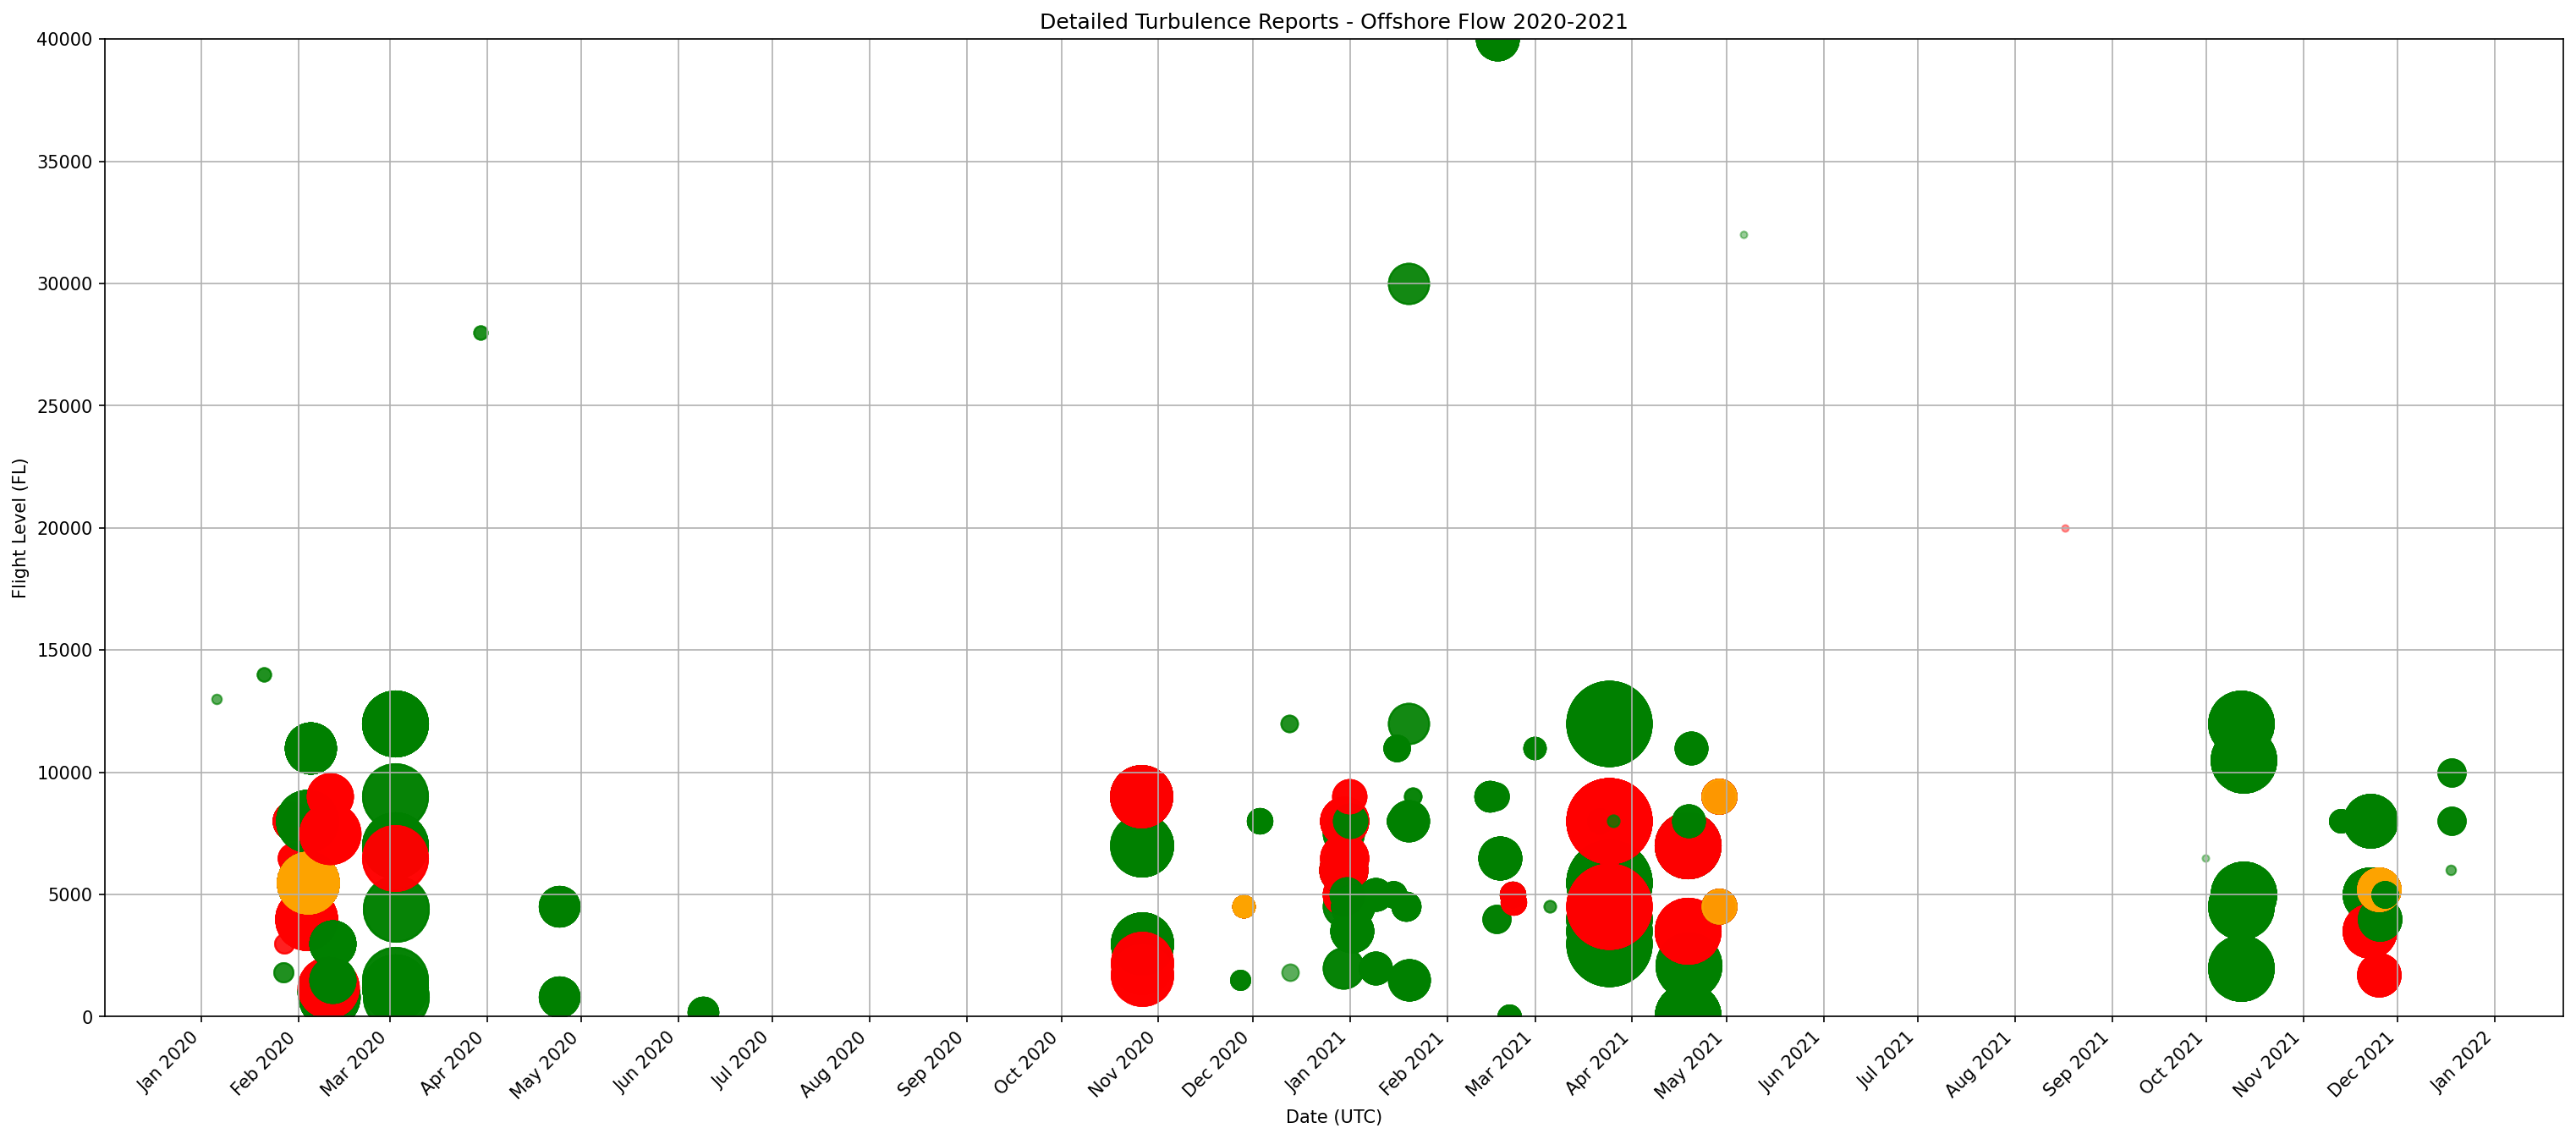 Detailed Turbulence Reports - Offshore Flow 2020-2021
40000
35000
30000
25000
20000
15000
10000
5000
0
Flight Level (FL)
Jan 2020
Feb 2020
Mar 2020
Apr 2020
May 2020
Jun 2020
Jul 2020
Aug 2020
Sep 2020
Oct 2020
Nov 2020
Dec 2020
Jan 2021
Feb 2021
Mar 2021
Apr 2021
May 2021
Jun 2021
Jul 2021
Aug 2021
Sep 2021
Oct 2021
Nov 2021
Dec 2021
Jan 2022
Date (UTC)